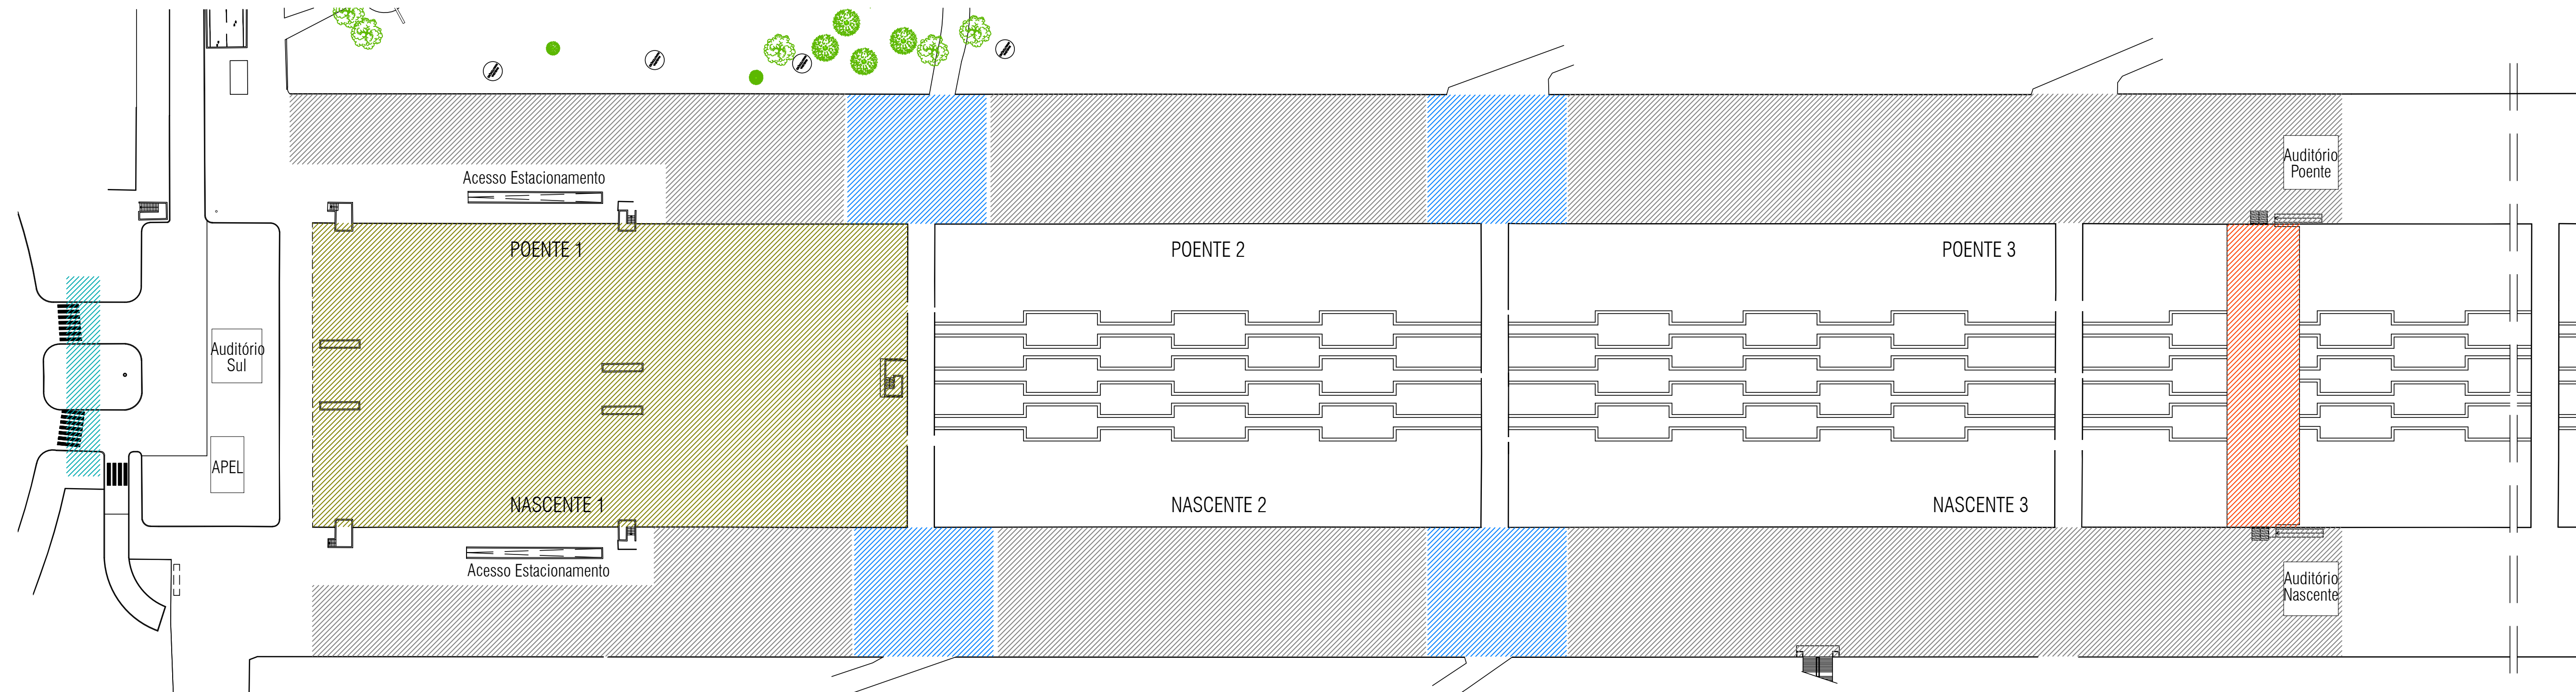 Acesso Estacionamento
Auditório
Poente
POENTE 1
POENTE 2
POENTE 3
Auditório
Sul
APEL
NASCENTE 1
NASCENTE 2
NASCENTE 3
Acesso Estacionamento
Auditório
Nascente